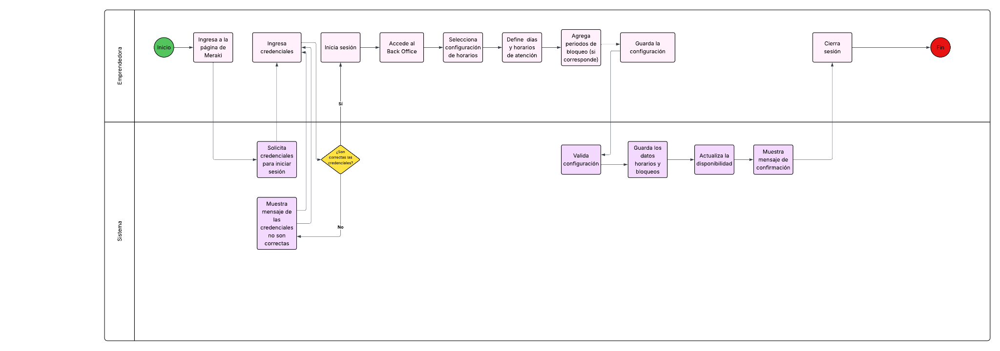 Emprendedora
Inicio
Ingresa a la
página de
Meraki
Ingresa
credenciales
Inicia sesión
Accede al
Back Office
Selecciona
configuración
de horarios
Define  días
y horarios
de atención
Agrega
periodos de
bloqueo (si
corresponde)
Guarda la
configuración
Cierra
sesión
Fin
Sí
Sistema
Solicita
credenciales
para iniciar
sesión
¿Son
correctas las
credenciales?
Valida
configuración
Guarda los
datos
horarios y
bloqueos
Actualiza la
disponibilidad
Muestra
mensaje de
confirmación
Muestra
mensaje de
las
credenciales
no son
correctas
No